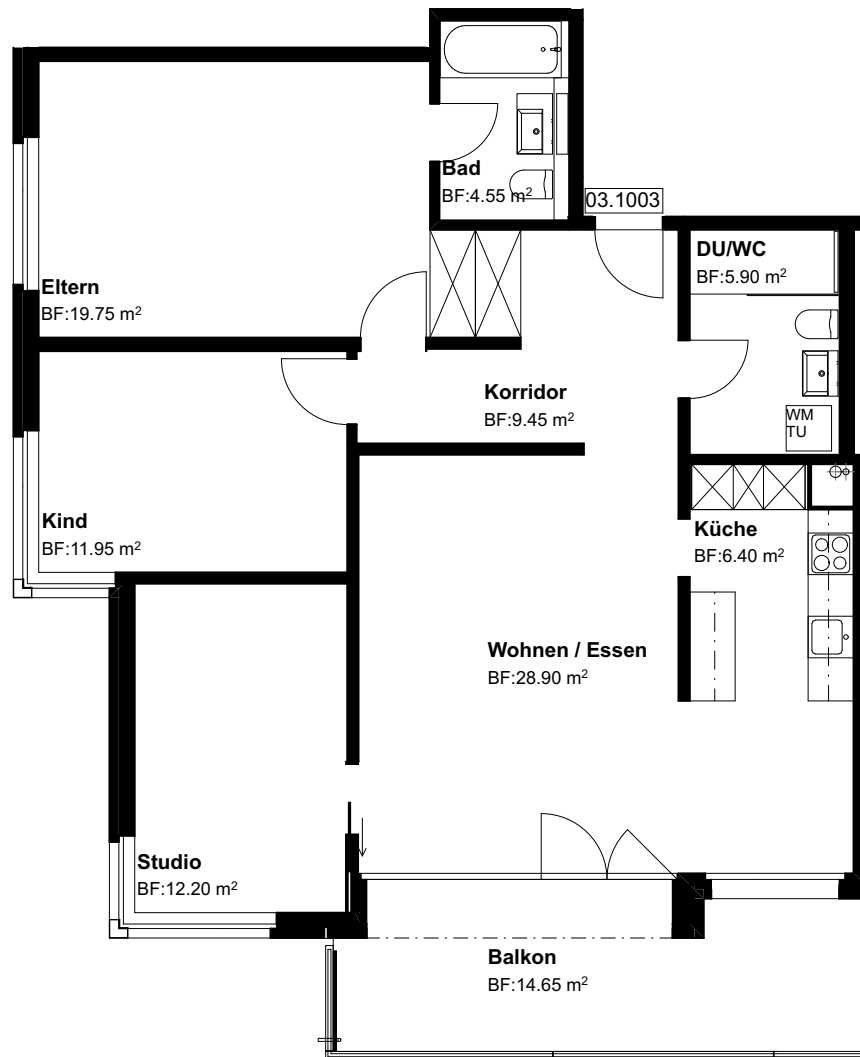 Bad
BF:4.55 m²
03.1003
DU/WC
BF:5.90 m²
Eltern
BF:19.75 m²
Korridor
BF:9.45 m²
WM
TU
Kind
BF:11.95 m²
Küche
BF:6.40 m²
Wohnen / Essen
BF:28.90 m²
Studio
BF:12.20 m²
Balkon
BF:14.65 m²